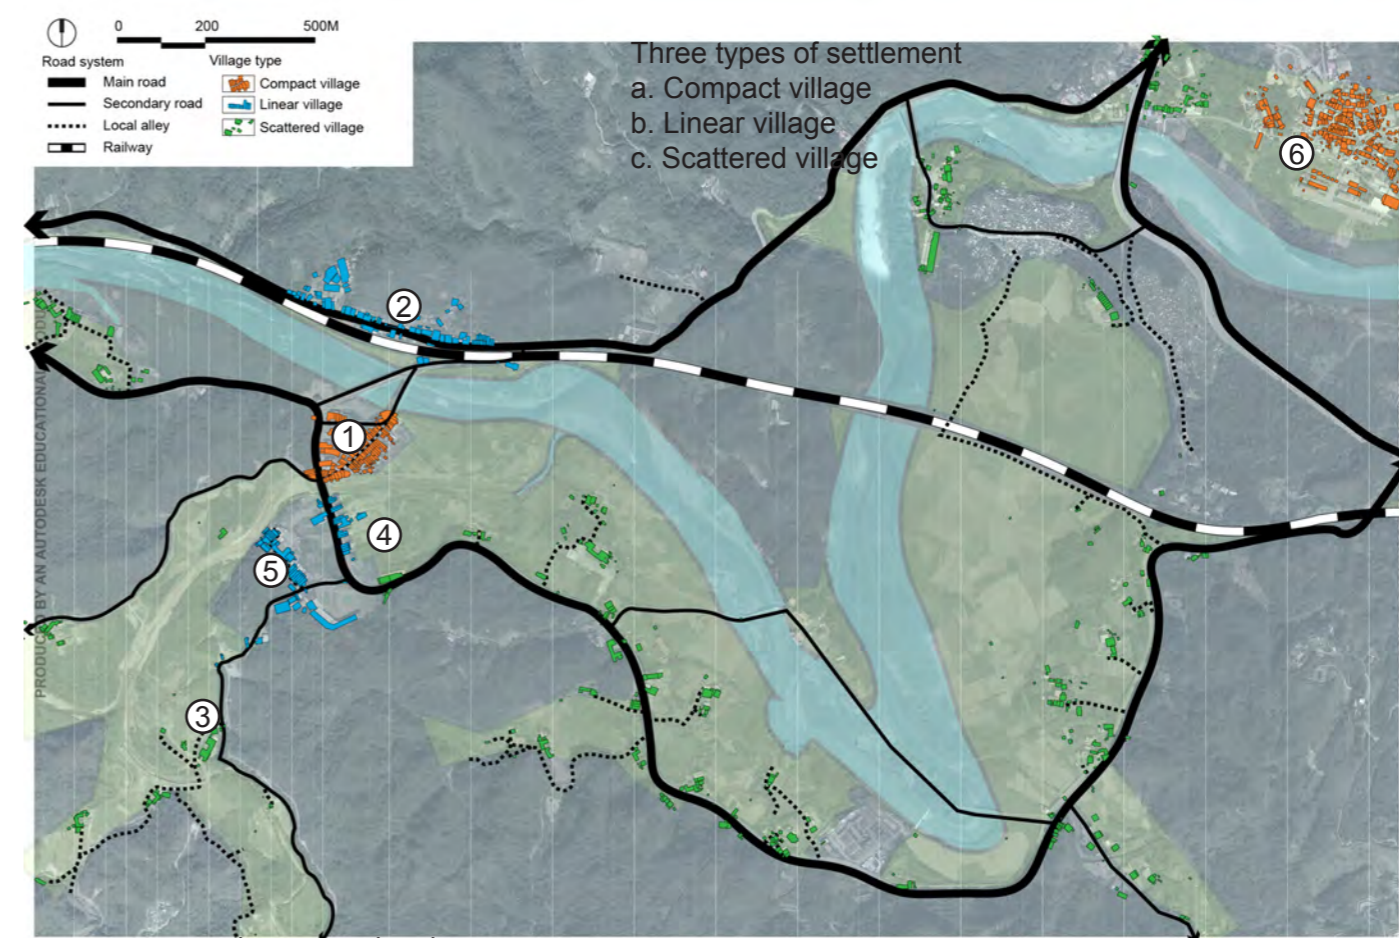 0 200 500M
Road system
Main road
Secondary road
Local alley
Railway
Village type
Compact village
Linear village
Scattered village
Three types of settlement
a. Compact village
b. Linear village
c. Scattered village
6
2
1
4
5
3
PRODUCED BY AN AUTODESK EDUCATIONAL PRODU